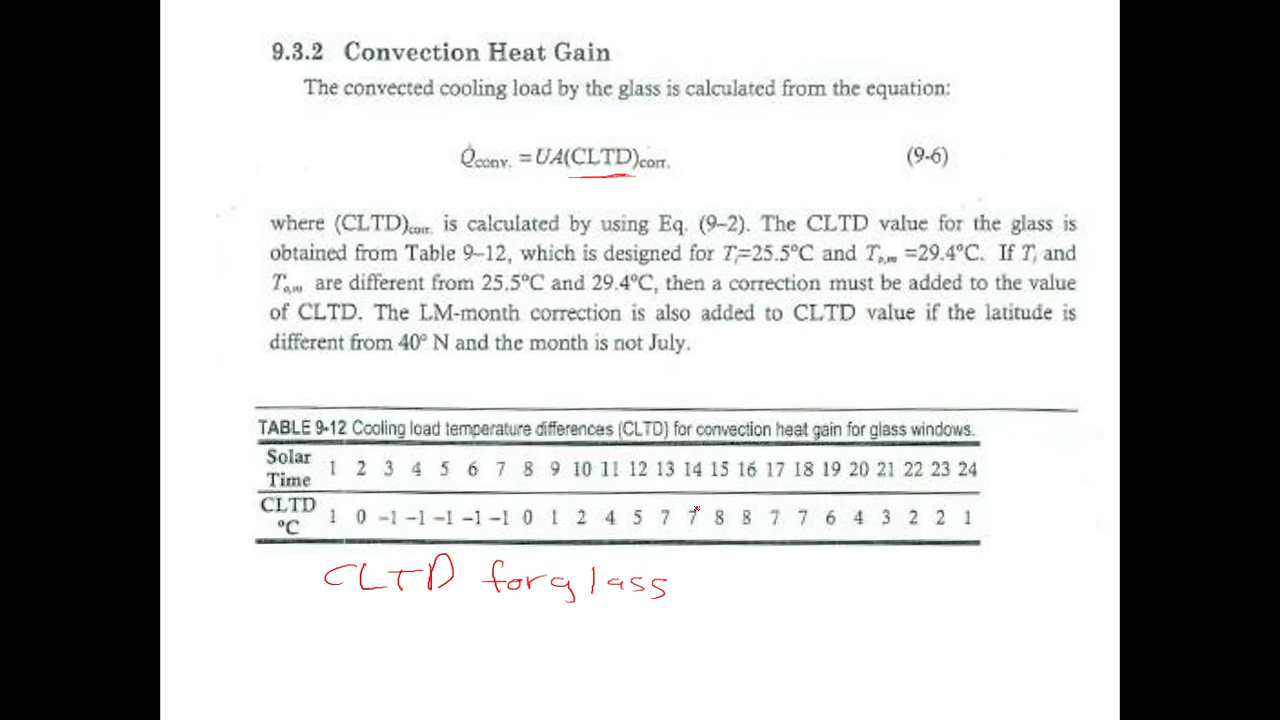 9.3.2 Convection Heat Gain
The convected cooling load by the glass is calculated from the equation:
Q̇conv. = UA(CLTD)corr. (9-6)
where (CLTD)corr. is calculated by using Eq. (9–2). The CLTD value for the glass is
obtained from Table 9–12, which is designed for Ti=25.5°C and To,m =29.4°C. If Ti and
To,m are different from 25.5°C and 29.4°C, then a correction must be added to the value
of CLTD. The LM-month correction is also added to CLTD value if the latitude is
different from 40° N and the month is not July.
TABLE 9-12 Cooling load temperature differences (CLTD) for convection heat gain for glass windows.
Solar Time 1 2 3 4 5 6 7 8 9 10 11 12 13 14 15 16 17 18 19 20 21 22 23 24
CLTD °C 1 0 –1 –1 –1 –1 –1 0 1 2 4 5 7 7 8 8 7 7 6 4 3 2 2 1
CLTD for glass